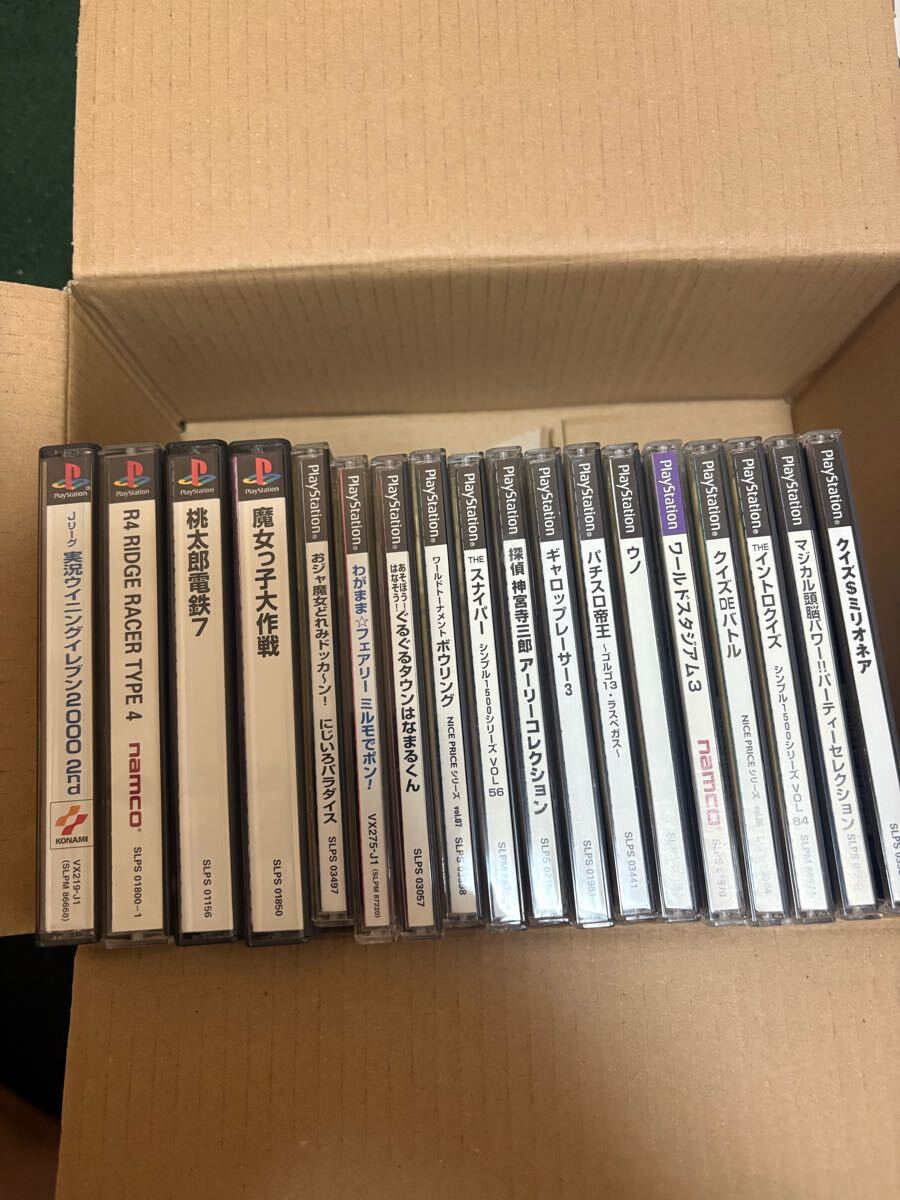 PlayStation
Jリーグ 実況ウイニングイレブン2000 2nd
KONAMI
VX219-J1
(SLPM 86668)
PlayStation
R4 RIDGE RACER TYPE 4
namco
SLPS 01800~1
PlayStation
桃太郎電鉄7
SLPS 01156
PlayStation
魔女っ子大作戦
SLPS 01850
PlayStation
おジャ魔女どれみドッカ〜ン! にじいろパラダイス
SLPS 03497
PlayStation
わがまま☆フェアリー ミルモでポン!
VX275-J1 (SLPM 87220)
PlayStation
あそぼう!
はなそう!
ぐるぐるタウンはなまるくん
SLPS 03057
PlayStation
ワールドトーナメント ボウリング
NICE PRICEシリーズ vol.07
PlayStation
THE スナイパー シンプル1500シリーズ VOL 56
PlayStation
探偵 神宮寺三郎 アーリーコレクション
PlayStation
ギャロップレーサー3
PlayStation
パチスロ帝王 〜ゴルゴ13・ラスベガス〜
PlayStation
ウノ
SLPS 03441
PlayStation
ワールドスタジアム3
namco
PlayStation
クイズDEバトル
NICE PRICEシリーズ
PlayStation
THE イントロクイズ シンプル1500シリーズ VOL 84
PlayStation
マジカル頭脳パワー!!パーティーセレクション
PlayStation
クイズ$ミリオネア